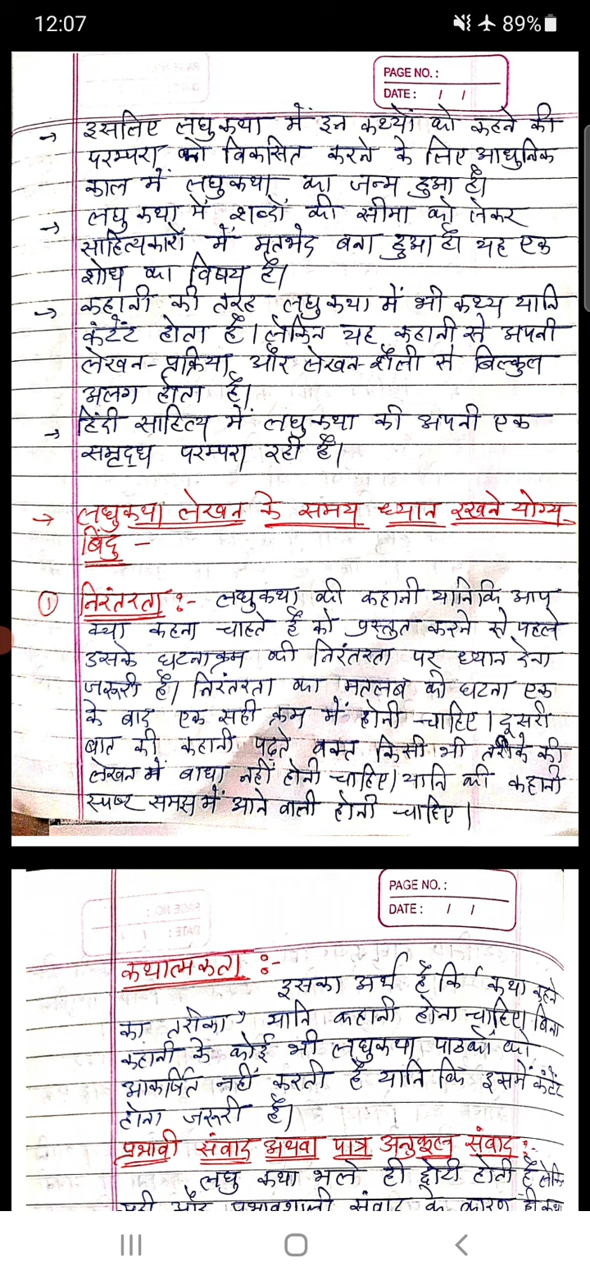 12:07
89%
PAGE NO.:
DATE: / /
→ इसलिए लघुकथा में इन कथ्यों को कहने की
परम्परा को विकसित करने के लिए आधुनिक
काल में लघुकथा का जन्म हुआ है।
→ लघु कथा में शब्दों की सीमा को लेकर
साहित्यकारों में मतभेद बना हुआ है। यह एक
शोध का विषय है।
→ कहानी की तरह लघुकथा में भी कथ्य यानि
कंटेंट होता है। लेकिन यह कहानी से अपनी
लेखन-प्रक्रिया और लेखन-शैली से बिल्कुल
अलग होता है।
→ हिंदी साहित्य में लघुकथा की अपनी एक
समृद्ध परम्परा रही है।
→ लघुकथा लेखन के समय ध्यान रखने योग्य
बिंदु -
① निरंतरता :- लघुकथा की कहानी यानिकि आप
क्या कहना चाहते हैं को प्रस्तुत करने से पहले
उसके घटनाक्रम की निरंतरता पर ध्यान देना
जरूरी है। निरंतरता का मतलब की घटना एक
के बाद एक सही क्रम में होनी चाहिए। दूसरी
बात की कहानी पढ़ते वक्त किसी भी तरीके की
लेखन में बाधा नहीं होनी चाहिए। यानि की कहानी
स्पष्ट समझ में आने वाली होनी चाहिए।
PAGE NO.:
DATE: / /
कथात्मकता :-
इसका अर्थ है कि 'कथा कहने
का तरीका' यानि कहानी होना चाहिए। बिना
कहानी के कोई भी लघुकथा पाठकों को
आकर्षित नहीं करती है यानि कि इसमें कंटेंट
होना जरूरी है।
प्रभावी संवाद अथवा पात्र अनुकूल संवाद :-
लघु कथा भले ही छोटी होती है
और प्रभावशाली संवाद के कारण ही